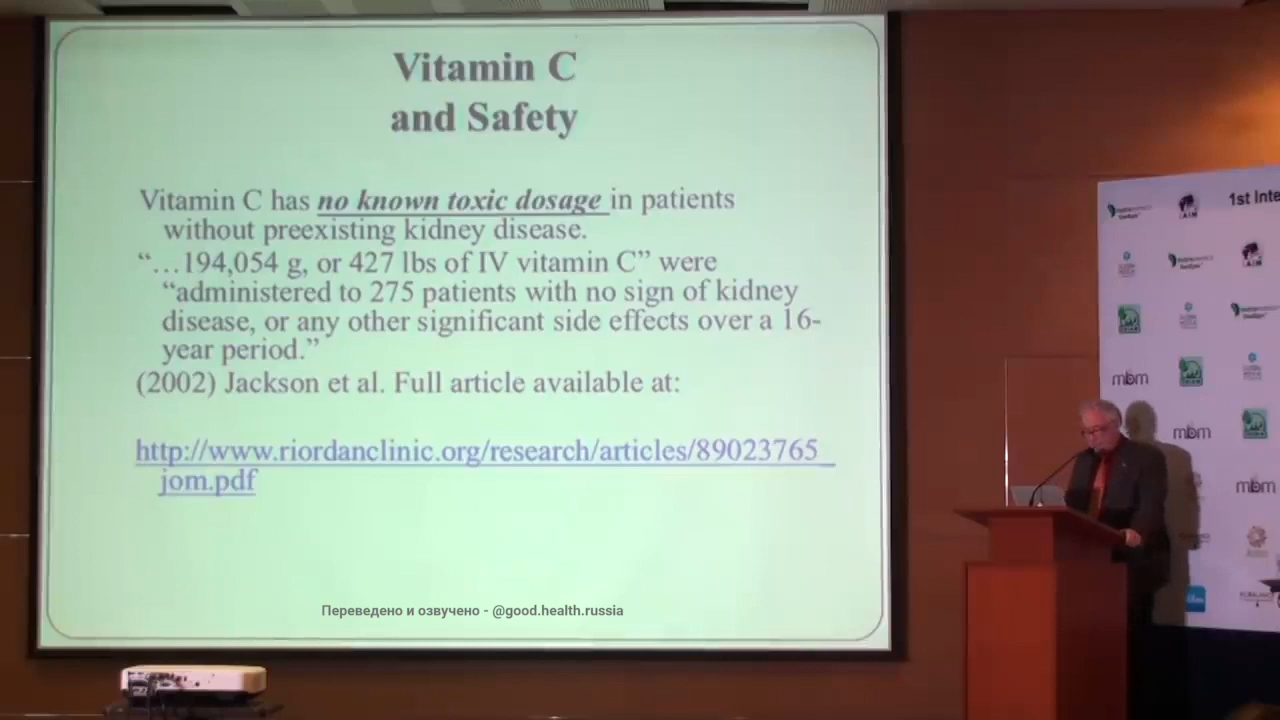 Vitamin C
and Safety
Vitamin C has no known toxic dosage in patients
without preexisting kidney disease.
“…194,054 g, or 427 lbs of IV vitamin C” were
“administered to 275 patients with no sign of kidney
disease, or any other significant side effects over a 16-
year period.”
(2002) Jackson et al. Full article available at:
http://www.riordanclinic.org/research/articles/89023765_
jom.pdf
Переведено и озвучено - @good.health.russia
1st Inte
mbm
mbm
mbm